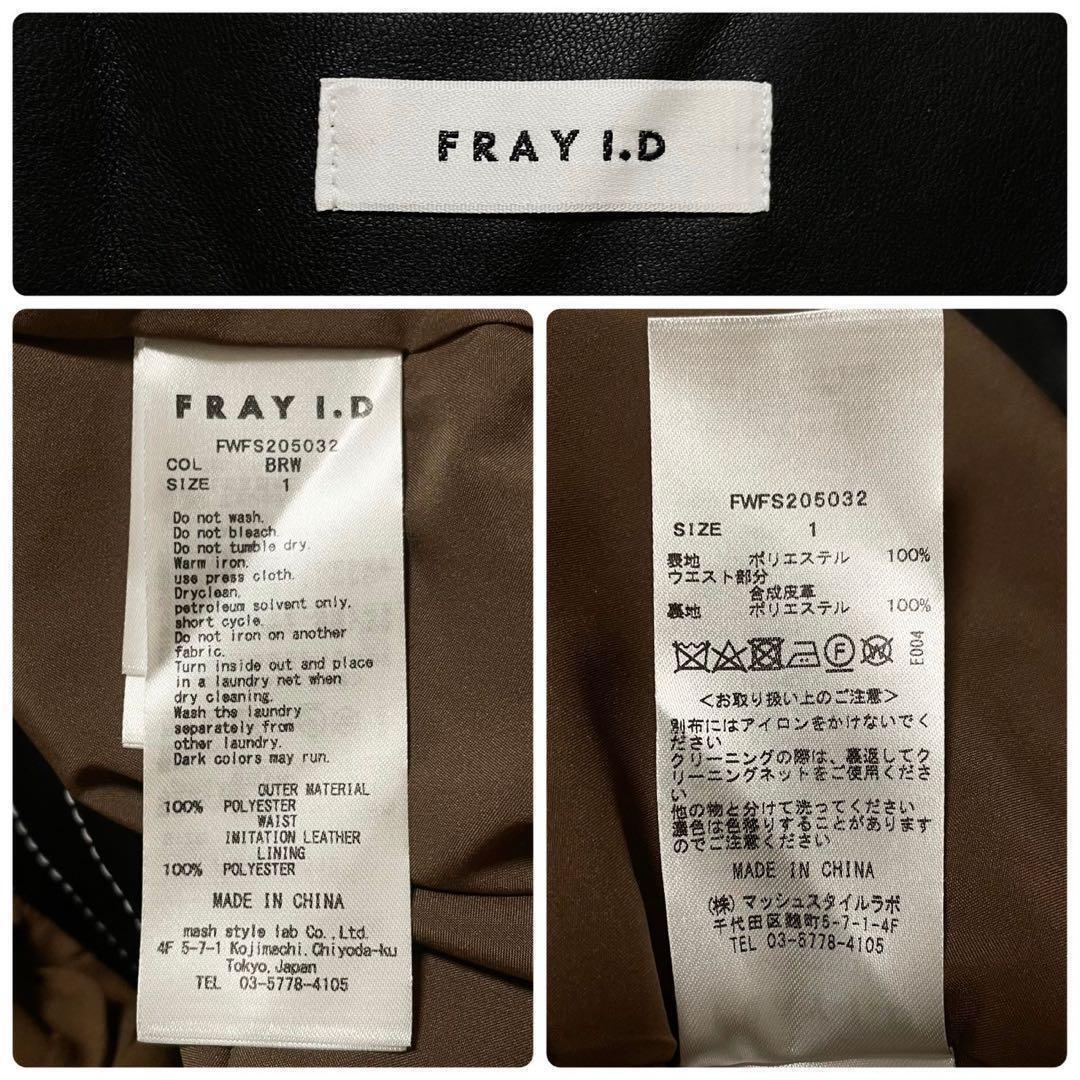 FRAY I.D
FRAY I.D
FWFS205032
COL BRW
SIZE 1
Do not wash.
Do not bleach.
Do not tumble dry.
Warm iron.
use press cloth.
Dryclean.
petroleum solvent only.
short cycle.
Do not iron on another
fabric.
Turn inside out and place
in a laundry net when
dry cleaning.
Wash the laundry
separately from
other laundry.
Dark colors may run.
OUTER MATERIAL
100% POLYESTER
WAIST
IMITATION LEATHER
LINING
100% POLYESTER
MADE IN CHINA
mash style lab Co.,Ltd.
4F 5-7-1 Kojimachi,Chiyoda-ku
Tokyo,Japan
TEL 03-5778-4105
FWFS205032
SIZE 1
表地 ポリエステル 100%
ウエスト部分
合成皮革
裏地 ポリエステル 100%
F W
E004
<お取り扱い上のご注意>
別布にはアイロンをかけないでく
ださい
クリーニングの際は、裏返してク
リーニングネットをご使用くださ
い
他の物と分けて洗ってください
濃色は色移りすることがあります
のでご注意ください
MADE IN CHINA
(株)マッシュスタイルラボ
千代田区麹町5-7-1-4F
TEL 03-5778-4105